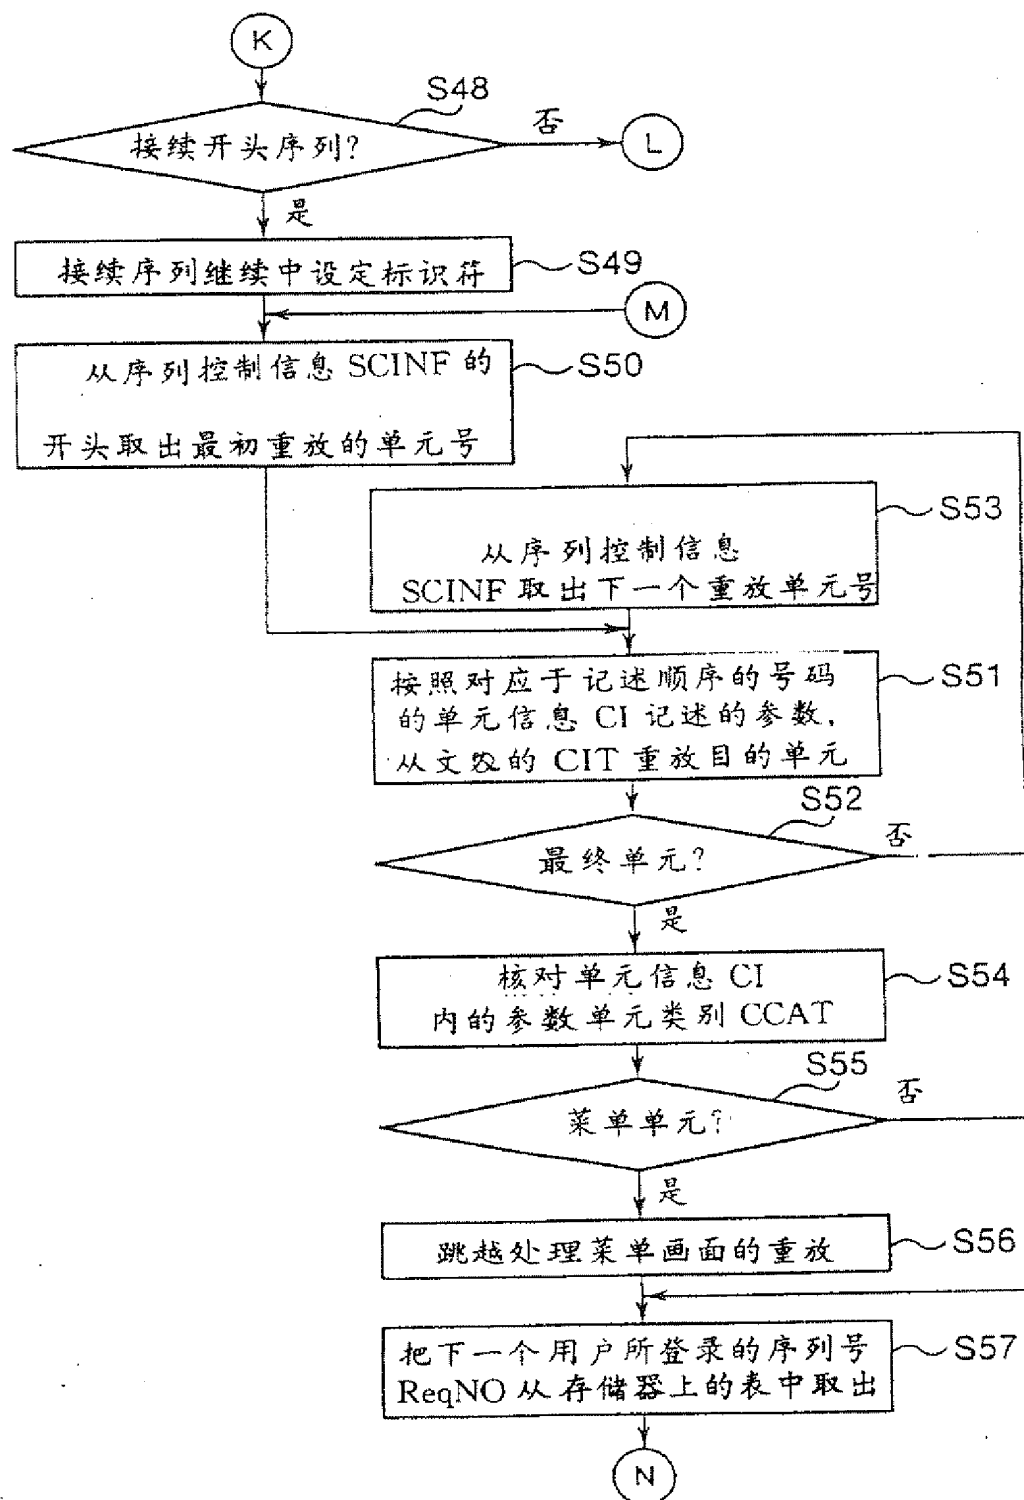 K
S48
接续开头序列?
否
L
是
接续序列继续中设定标识符
S49
M
从序列控制信息 SCINF 的
S50
开头取出最初重放的单元号
S53
从序列控制信息
SCINF 取出下一个重放单元号
按照对应于记述顺序的号码
S51
的单元信息 CI 记述的参数,
从文的 CIT 重放目的单元
S52
最终单元?
否
是
核对单元信息 CI
S54
内的参数单元类别 CCAT
S55
菜单单元?
否
是
跳越处理菜单画面的重放
S56
把下一个用户所登录的序列号
S57
ReqNO 从存储器上的表中取出
N